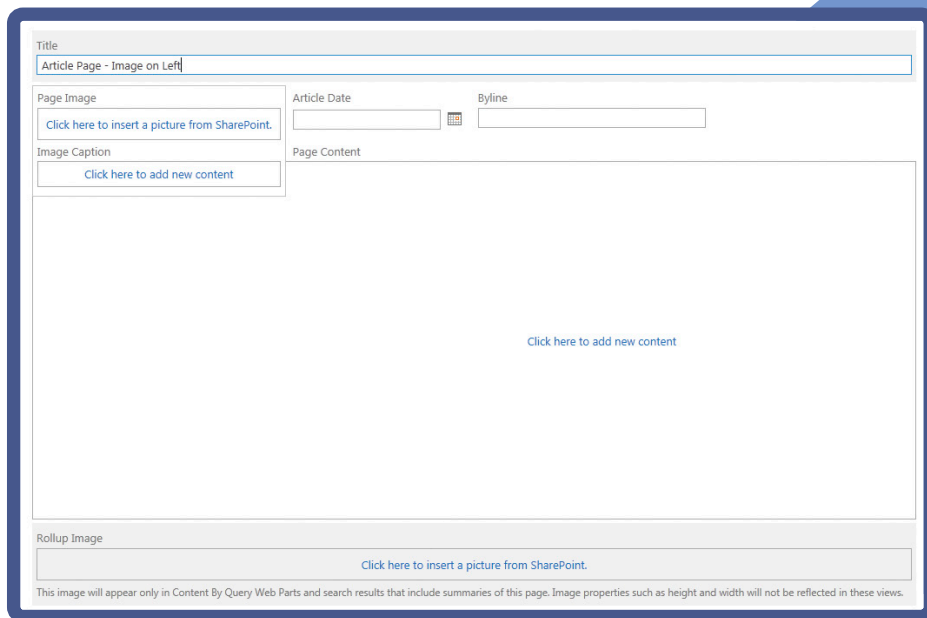 Title
Article Page - Image on Left
Page Image
Click here to insert a picture from SharePoint.
Image Caption
Click here to add new content
Article Date
Byline
Page Content
Click here to add new content
Rollup Image
Click here to insert a picture from SharePoint.
This image will appear only in Content By Query Web Parts and search results that include summaries of this page. Image properties such as height and width will not be reflected in these views.